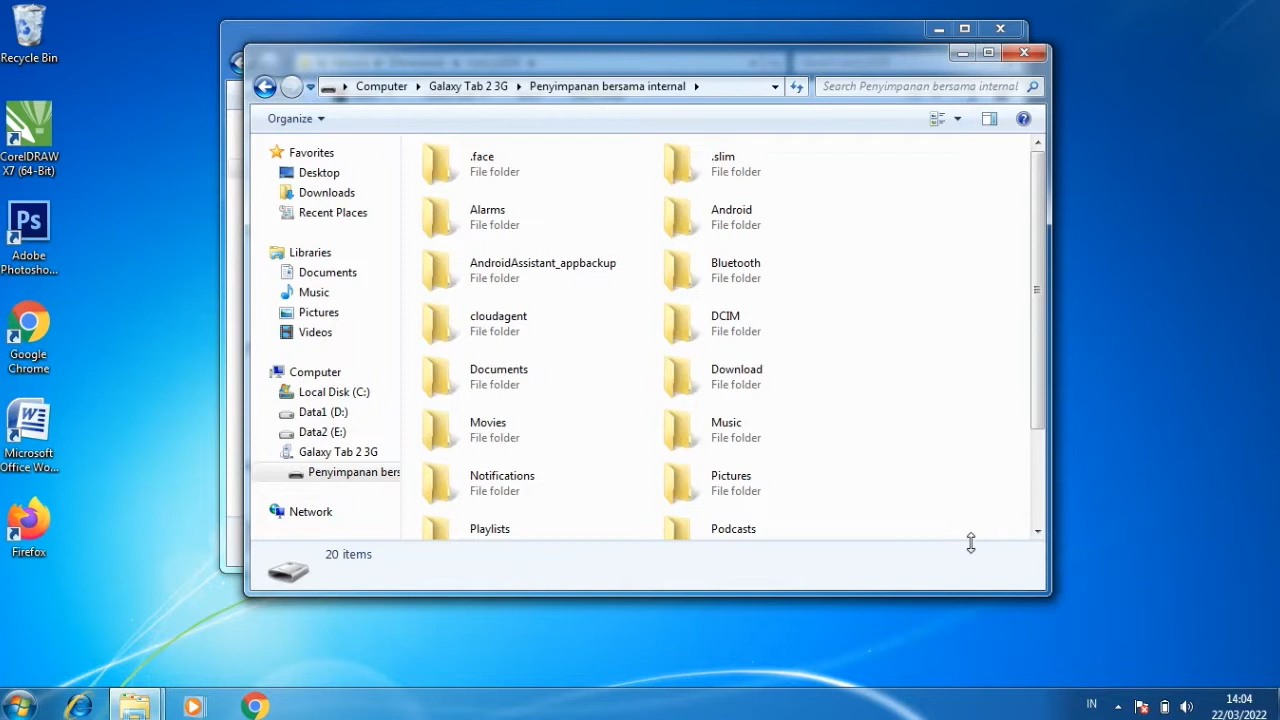 Recycle Bin
CorelDRAW
X7 (64-Bit)
Ps
Adobe
Photosho...
Google
Chrome
Microsoft
Office Wo...
Firefox
Computer
Galaxy Tab 2 3G
Penyimpanan bersama internal
Search Penyimpanan bersama internal
Organize
Favorites
Desktop
Downloads
Recent Places
Libraries
Documents
Music
Pictures
Videos
Computer
Local Disk (C:)
Data1 (D:)
Data2 (E:)
Galaxy Tab 2 3G
Penyimpanan bers
Network
.face
File folder
.slim
File folder
Alarms
File folder
Android
File folder
AndroidAssistant_appbackup
File folder
Bluetooth
File folder
cloudagent
File folder
DCIM
File folder
Documents
File folder
Download
File folder
Movies
File folder
Music
File folder
Notifications
File folder
Pictures
File folder
Playlists
Podcasts
20 items
IN
14:04
22/03/2022